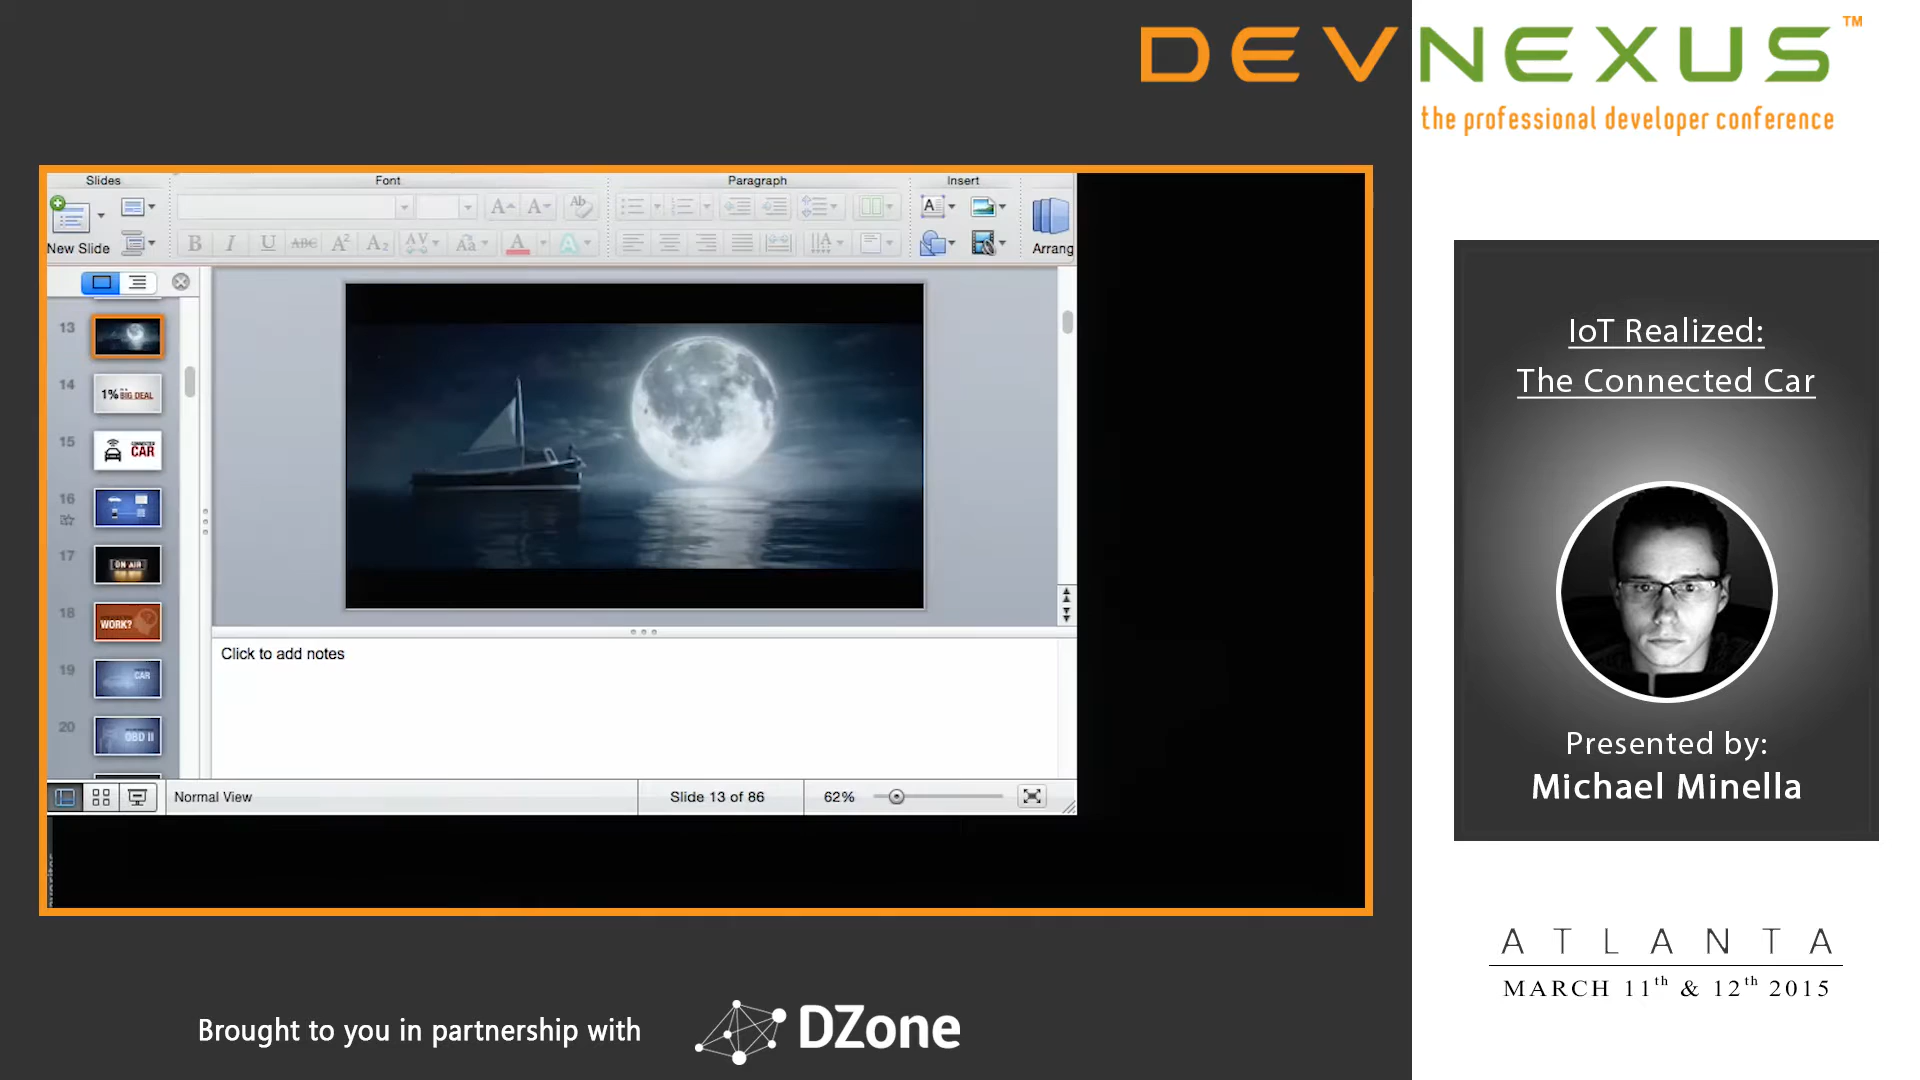 DEVNEXUS™
the professional developer conference
Slides
Font
Paragraph
Insert
New Slide
Arrang
13
14
1% BIG DEAL
15
CONNECTED
CAR
16
17
ON AIR
18
WORK?
19
CAR
20
OBD II
Click to add notes
Normal View
Slide 13 of 86
62%
IoT Realized:
The Connected Car
Presented by:
Michael Minella
ATLANTA
MARCH 11th & 12th 2015
Brought to you in partnership with
DZone